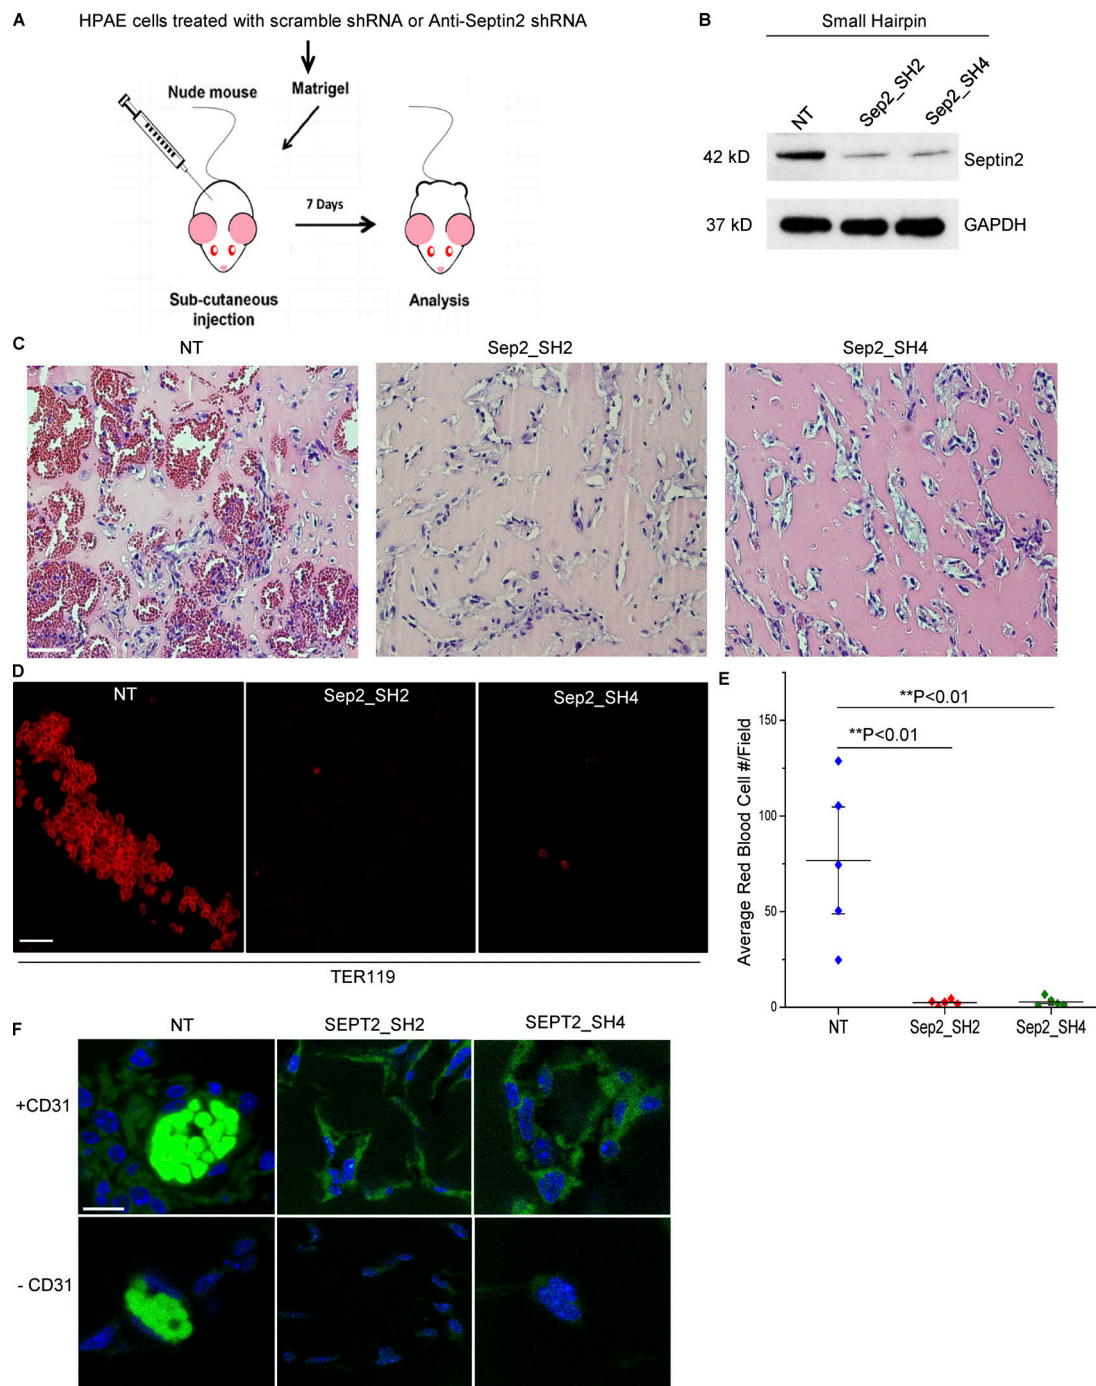 A
HPAE cells treated with scramble shRNA or Anti-Septin2 shRNA
Nude mouse
Matrigel
7 Days
Sub-cutaneous
injection
Analysis
B
Small Hairpin
NT
Sep2_SH2
Sep2_SH4
42 kD
Septin2
37 kD
GAPDH
C
NT
Sep2_SH2
Sep2_SH4
D
NT
Sep2_SH2
Sep2_SH4
TER119
E
**P<0.01
**P<0.01
Average Red Blood Cell #/Field
150
100
50
0
NT
Sep2_SH2
Sep2_SH4
F
NT
SEPT2_SH2
SEPT2_SH4
+CD31
- CD31